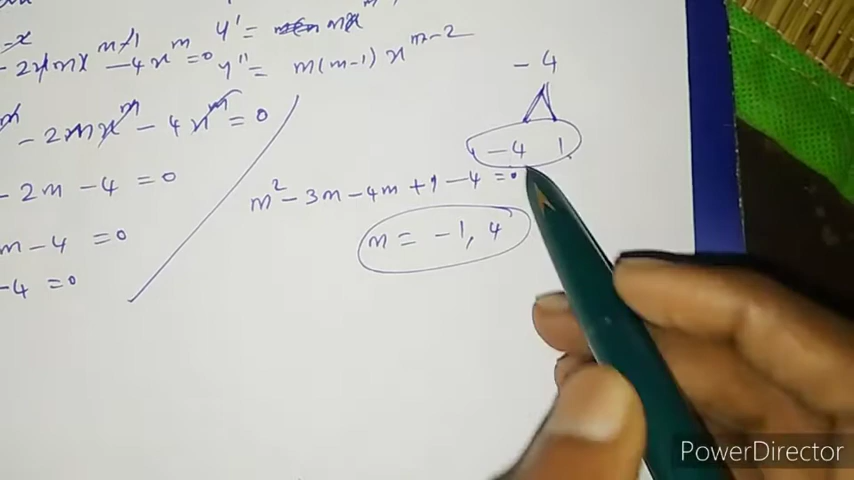 y' = mx
- 2xmx^{m-1} - 4x^m = 0 y'' = m(m-1) x^{m-2}
- 4
- 2mx^m - 4x^m = 0
- 4 1
- 2m - 4 = 0
m² - 3m - 4m + 1 - 4 = 0
m - 4 = 0
m = -1, 4
- 4 = 0
PowerDirector